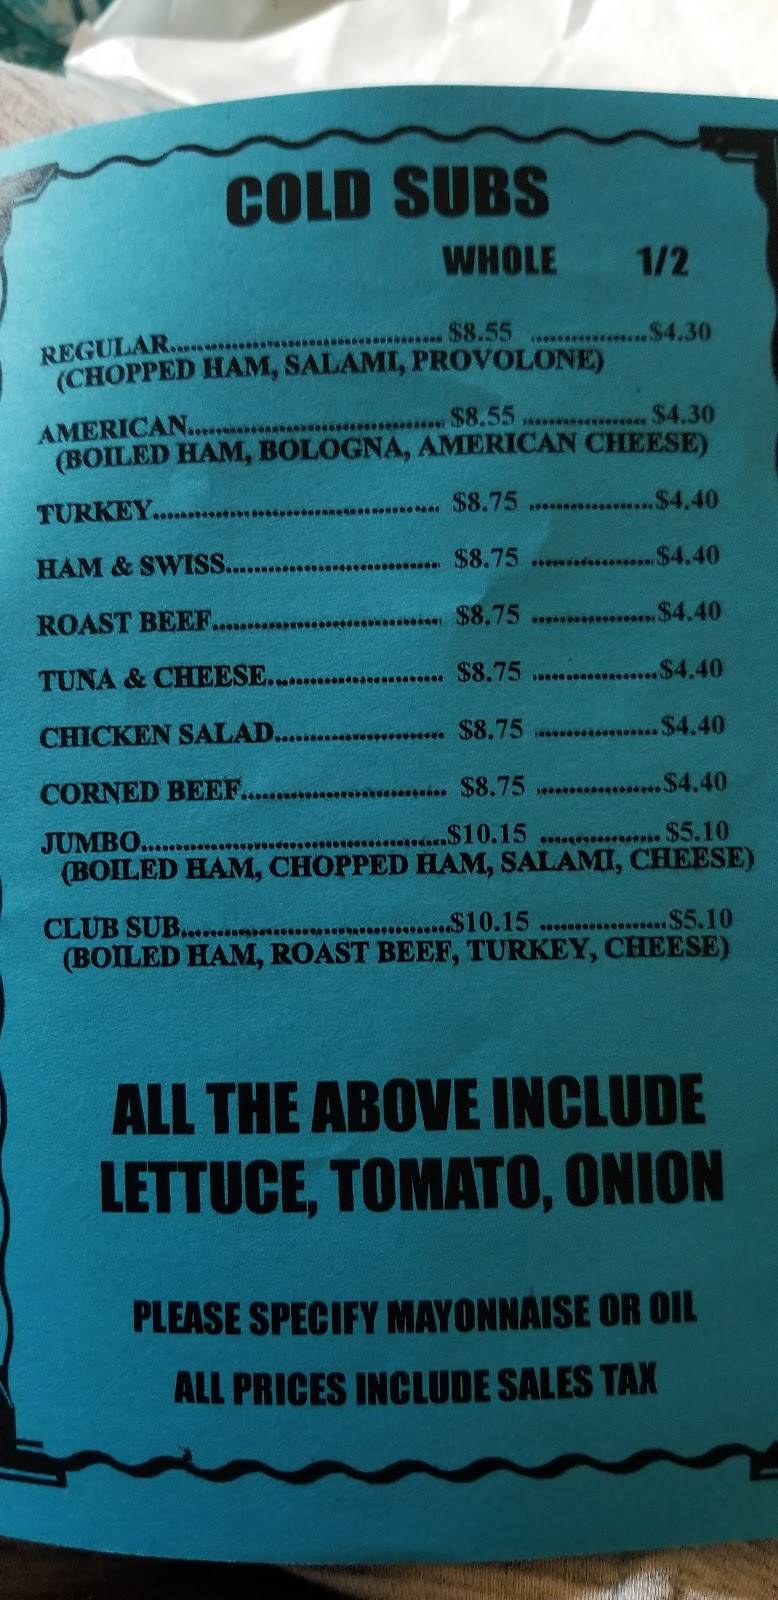 COLD SUBS
WHOLE 1/2
REGULAR.......................................... $8.55 ..................$4.30
(CHOPPED HAM, SALAMI, PROVOLONE)
AMERICAN........................................ $8.55 ................... $4.30
(BOILED HAM, BOLOGNA, AMERICAN CHEESE)
TURKEY............................................. $8.75 ...................$4.40
HAM & SWISS................................. $8.75 ...................$4.40
ROAST BEEF................................... $8.75 ...................$4.40
TUNA & CHEESE........................... $8.75 ...................$4.40
CHICKEN SALAD.......................... $8.75 ................... $4.40
CORNED BEEF............................... $8.75 ...................$4.40
JUMBO..............................................$10.15 ................... $5.10
(BOILED HAM, CHOPPED HAM, SALAMI, CHEESE)
CLUB SUB.........................................$10.15 ...................$5.10
(BOILED HAM, ROAST BEEF, TURKEY, CHEESE)
ALL THE ABOVE INCLUDE
LETTUCE, TOMATO, ONION
PLEASE SPECIFY MAYONNAISE OR OIL
ALL PRICES INCLUDE SALES TAX